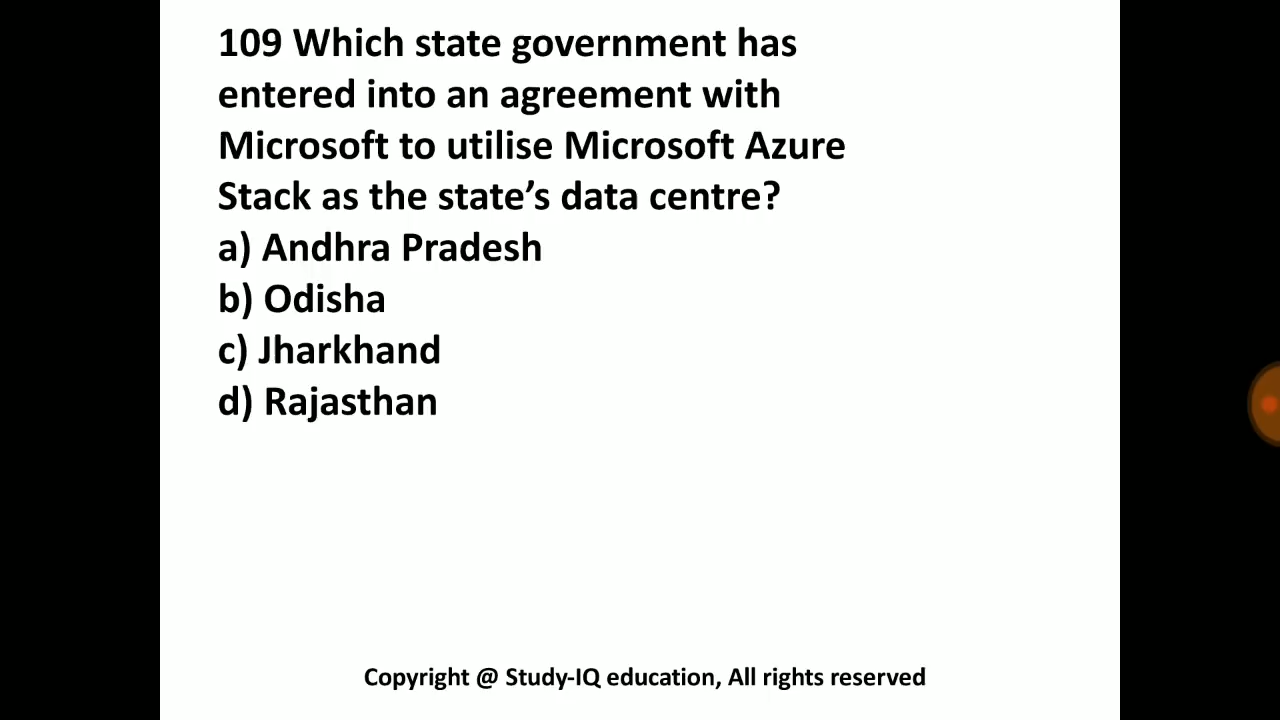 109 Which state government has
entered into an agreement with
Microsoft to utilise Microsoft Azure
Stack as the state’s data centre?
a) Andhra Pradesh
b) Odisha
c) Jharkhand
d) Rajasthan
Copyright @ Study-IQ education, All rights reserved